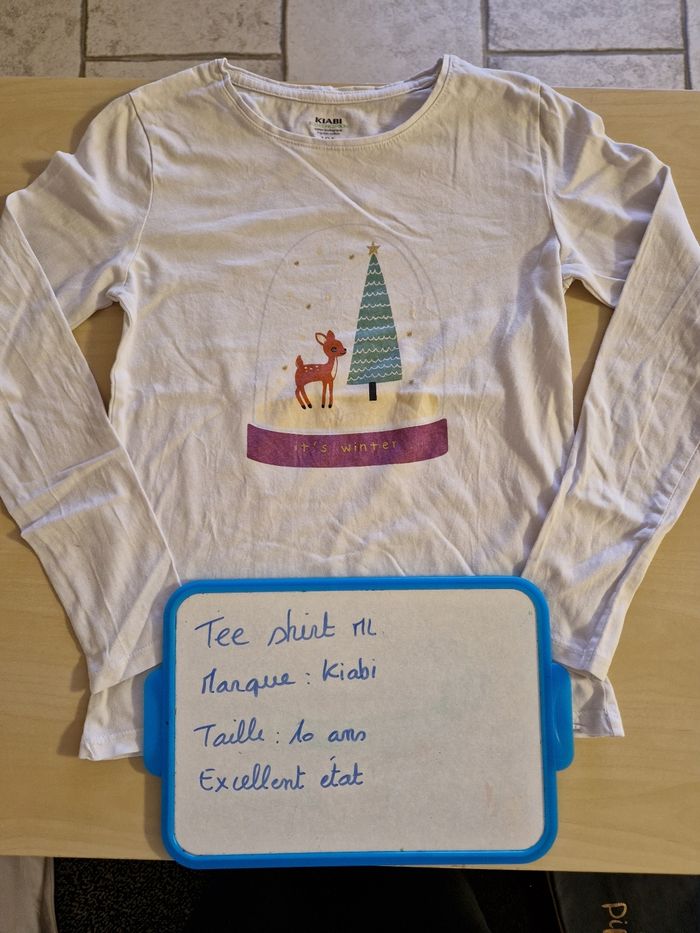 KIABI
it's winter
Tee shirt ML
Marque : Kiabi
Taille : 10 ans
Excellent état